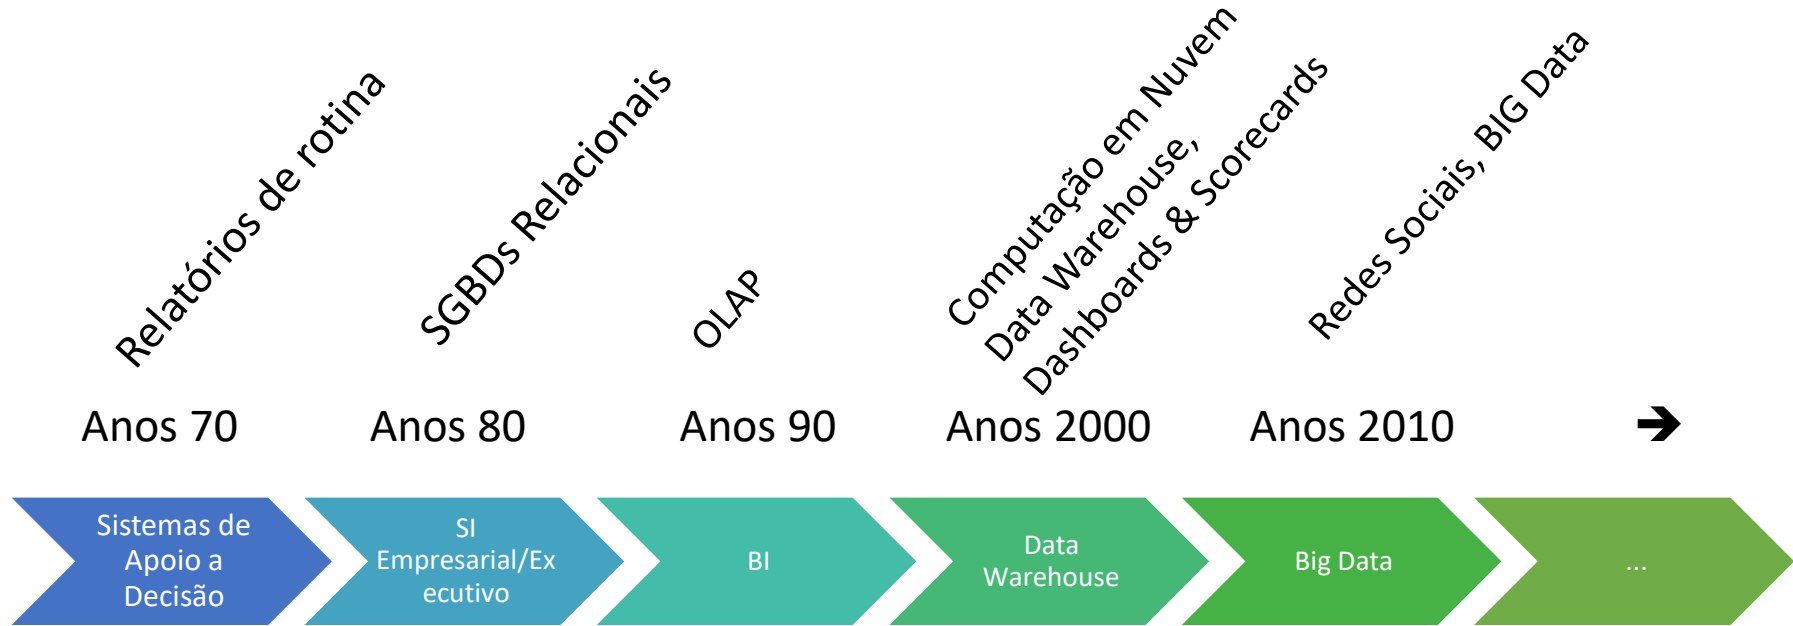 Relatórios de rotina
SGBDs Relacionais
OLAP
Computação em Nuvem
Data Warehouse,
Dashboards & Scorecards
Redes Sociais, BIG Data
Anos 70
Anos 80
Anos 90
Anos 2000
Anos 2010
➔
Sistemas de
Apoio a
Decisão
SI
Empresarial/Ex
ecutivo
BI
Data
Warehouse
Big Data
...